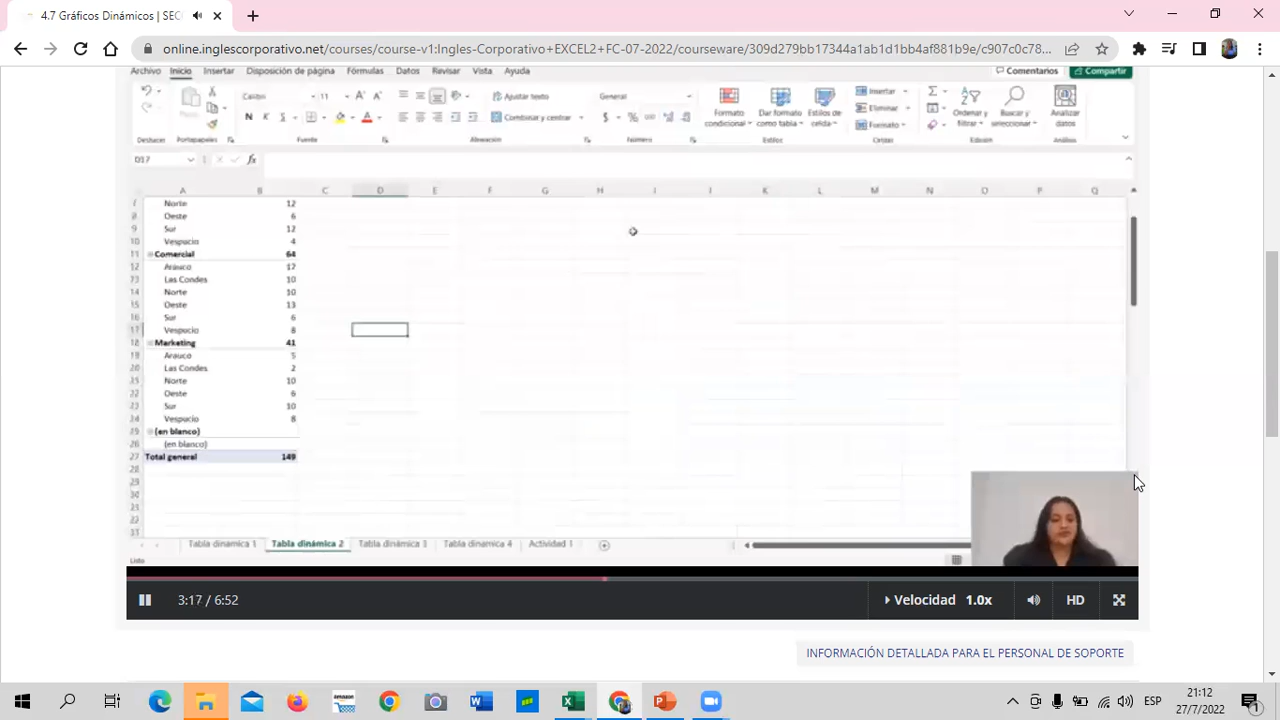 4.7 Gráficos Dinámicos | SEC
online.inglescorporativo.net/courses/course-v1:Ingles-Corporativo+EXCEL2+FC-07-2022/courseware/309d279bb17344a1ab1d1bb4af881b9e/c907c0c78...
Archivo Inicio Insertar Disposición de página Fórmulas Datos Revisar Vista Ayuda Comentarios Compartir
Calibri 11 Ajustar texto General Insertar Ordenar y filtrar Buscar y seleccionar Analizar datos
N K S Combinar y centrar $ % Formato condicional Dar formato como tabla Estilos de celda Eliminar Formato
Deshacer Portapapeles Fuente Alineación Número Estilos Celdas Edición Análisis
D17 fx
A B C D E F G H I J K L M N O P Q
Norte 12
8 Oeste 6
9 Sur 12
10 Vespucio 4
11 Comercial 64
12 Arauco 17
13 Las Condes 10
14 Norte 10
15 Oeste 13
16 Sur 6
17 Vespucio 8
18 Marketing 41
19 Arauco 5
20 Las Condes 2
21 Norte 10
22 Oeste 6
23 Sur 10
24 Vespucio 8
25 (en blanco)
26 (en blanco)
27 Total general 149
28
29
30
31
32
33
Tabla dinamica 1 Tabla dinámica 2 Tabla dinámica 3 Tabla dinamica 4 Actividad 1
Listo
3:17 / 6:52 Velocidad 1.0x HD
INFORMACIÓN DETALLADA PARA EL PERSONAL DE SOPORTE
amazon ESP 21:12
27/7/2022 1